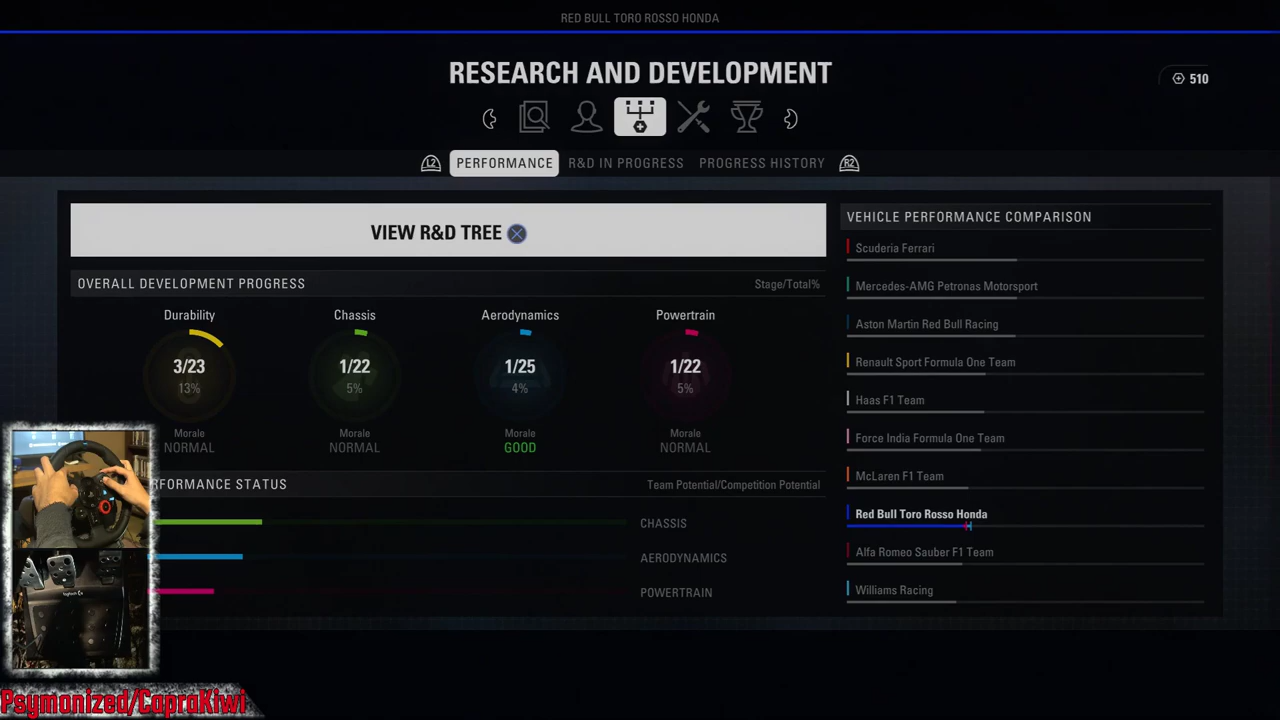 RED BULL TORO ROSSO HONDA
RESEARCH AND DEVELOPMENT
510
L2 PERFORMANCE R&D IN PROGRESS PROGRESS HISTORY R2
VIEW R&D TREE
OVERALL DEVELOPMENT PROGRESS Stage/Total%
Durability Chassis Aerodynamics Powertrain
3/23 1/22 1/25 1/22
13% 5% 4% 5%
Morale Morale Morale Morale
NORMAL NORMAL GOOD NORMAL
RFORMANCE STATUS Team Potential/Competition Potential
CHASSIS
AERODYNAMICS
POWERTRAIN
VEHICLE PERFORMANCE COMPARISON
Scuderia Ferrari
Mercedes-AMG Petronas Motorsport
Aston Martin Red Bull Racing
Renault Sport Formula One Team
Haas F1 Team
Force India Formula One Team
McLaren F1 Team
Red Bull Toro Rosso Honda
Alfa Romeo Sauber F1 Team
Williams Racing
logitech
Psymanized/CapraKiwi